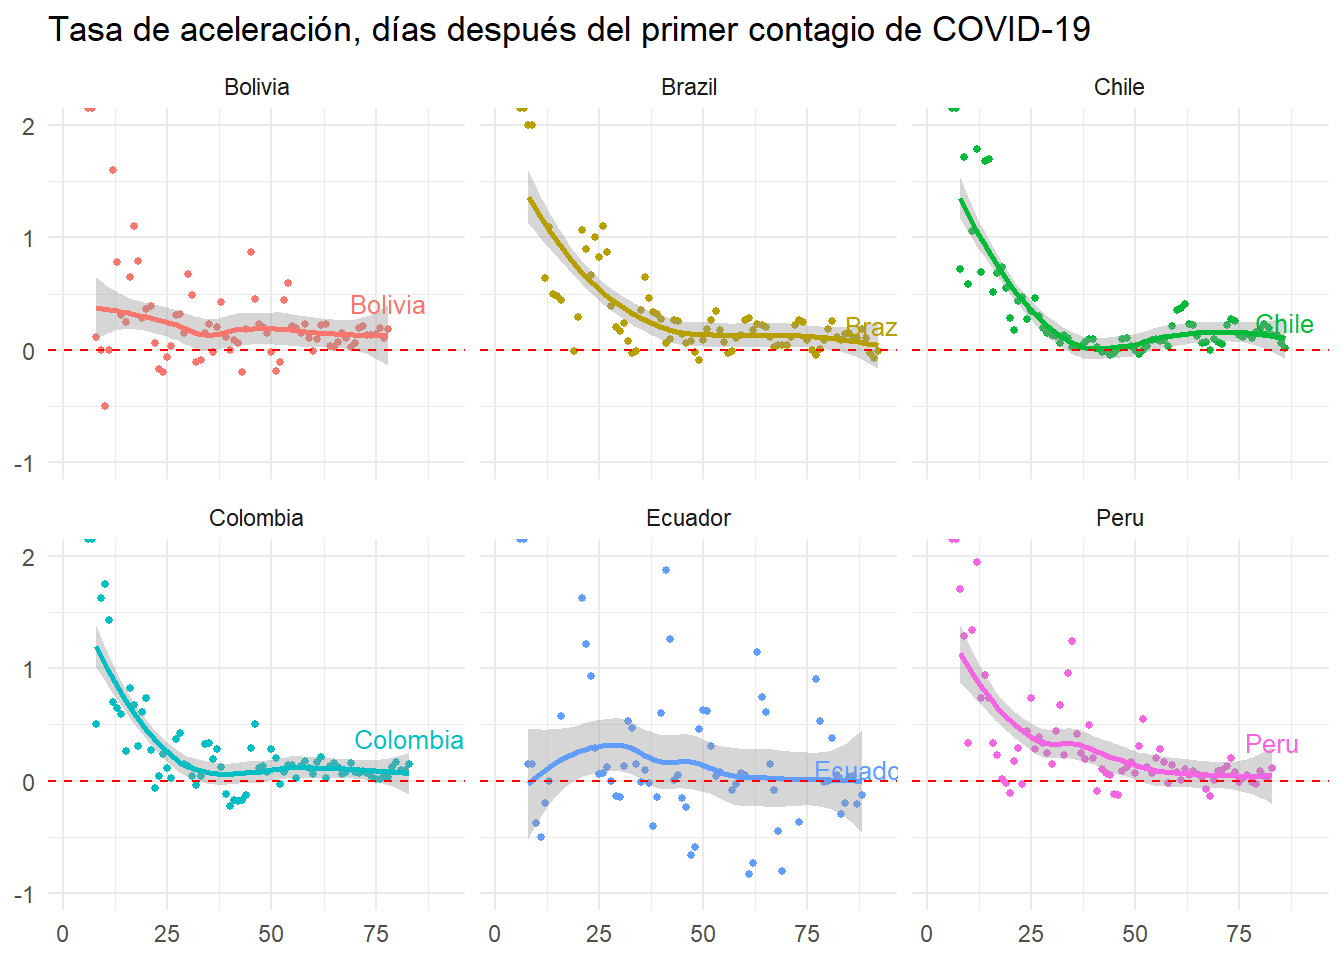 Tasa de aceleración, días después del primer contagio de COVID-19
Bolivia Brazil Chile
2
1
0
-1
Bolivia Braz Chile
Colombia Ecuador Peru
2
1
0
-1
Colombia Ecuado Peru
0 25 50 75 0 25 50 75 0 25 50 75